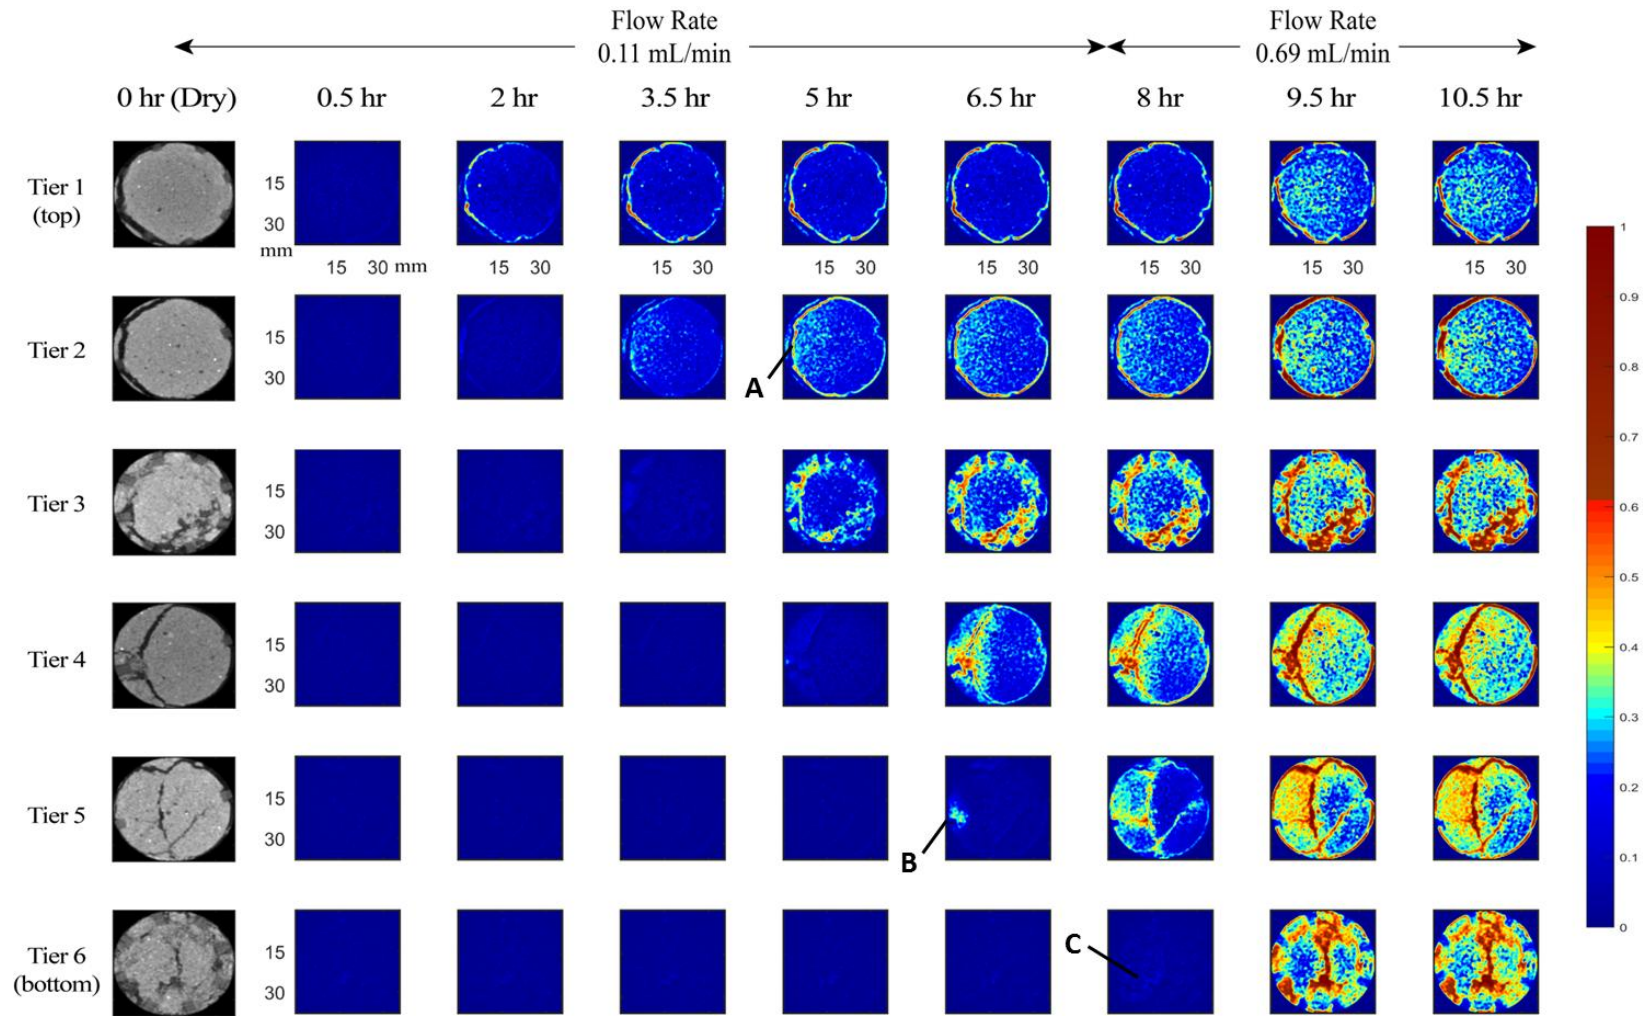 Flow Rate
0.11 mL/min
Flow Rate
0.69 mL/min
0 hr (Dry) 0.5 hr 2 hr 3.5 hr 5 hr 6.5 hr 8 hr 9.5 hr 10.5 hr
Tier 1
(top)
15
30
mm
15 30 mm 15 30 15 30 15 30 15 30 15 30 15 30 15 30
Tier 2
15
30
A
Tier 3
15
30
Tier 4
15
30
Tier 5
15
30
B
Tier 6
(bottom)
15
30
C
1
0.9
0.8
0.7
0.6
0.5
0.4
0.3
0.2
0.1
0